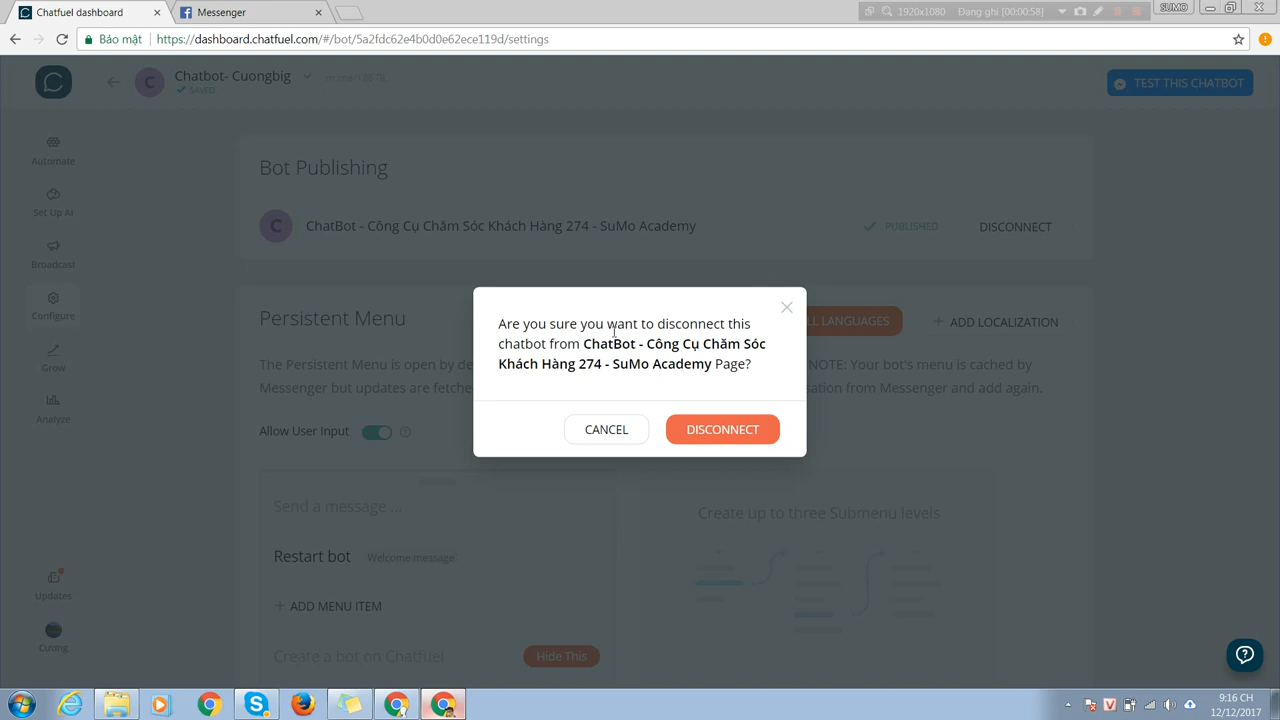 Chatfuel dashboard
Messenger
1920x1080
Đang ghi [00:00:58]
SUMO
Bảo mật
https://dashboard.chatfuel.com/#/bot/5a2fdc62e4b0d0e62ece119d/settings
C
Chatbot- Cuongbig
SAVED
TEST THIS CHATBOT
Automate
Set Up AI
Broadcast
Configure
Grow
Analyze
Updates
Cương
Bot Publishing
C
ChatBot - Công Cụ Chăm Sóc Khách Hàng 274 - SuMo Academy
PUBLISHED
DISCONNECT
Persistent Menu
LL LANGUAGES
+ ADD LOCALIZATION
The Persistent Menu is open by de
NOTE: Your bot's menu is cached by
Messenger but updates are fetche
sation from Messenger and add again.
Allow User Input
Are you sure you want to disconnect this
chatbot from ChatBot - Công Cụ Chăm Sóc
Khách Hàng 274 - SuMo Academy Page?
CANCEL
DISCONNECT
Send a message ...
Restart bot
Welcome message
+ ADD MENU ITEM
Create a bot on Chatfuel
Hide This
Create up to three Submenu levels
9:16 CH
12/12/2017